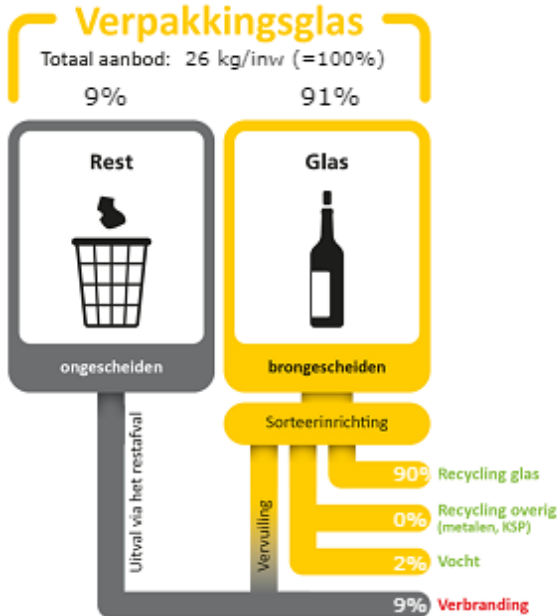 Verpakkingsglas
Totaal aanbod: 26 kg/inw (=100%)
9% 91%
Rest Glas
ongescheiden brongescheiden
Sorteerinrichting
Uitval via het restafval
Vervuiling
90% Recycling glas
0% Recycling overig
(metalen, KSP)
2% Vocht
9% Verbranding